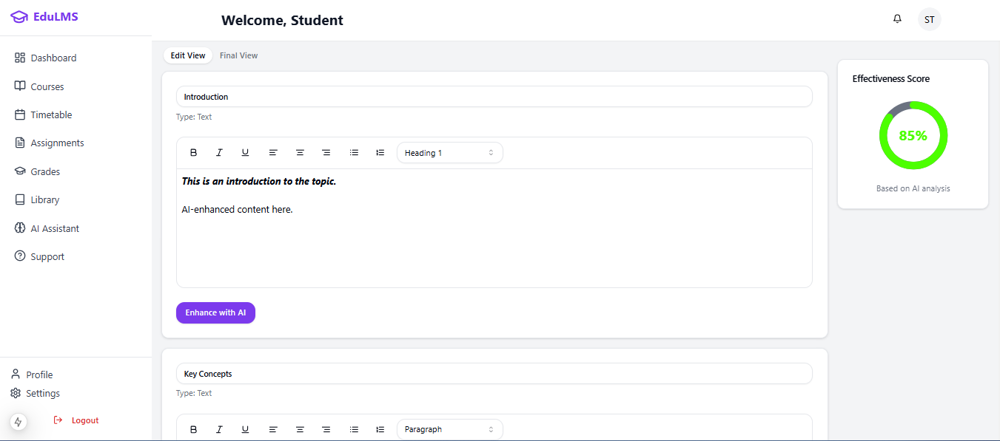 EduLMS
Welcome, Student
ST
Dashboard
Courses
Timetable
Assignments
Grades
Library
AI Assistant
Support
Profile
Settings
Logout
Edit View
Final View
Introduction
Type: Text
B I U
Heading 1
This is an introduction to the topic.
AI-enhanced content here.
Enhance with AI
Key Concepts
Type: Text
B I U
Paragraph
Effectiveness Score
85%
Based on AI analysis